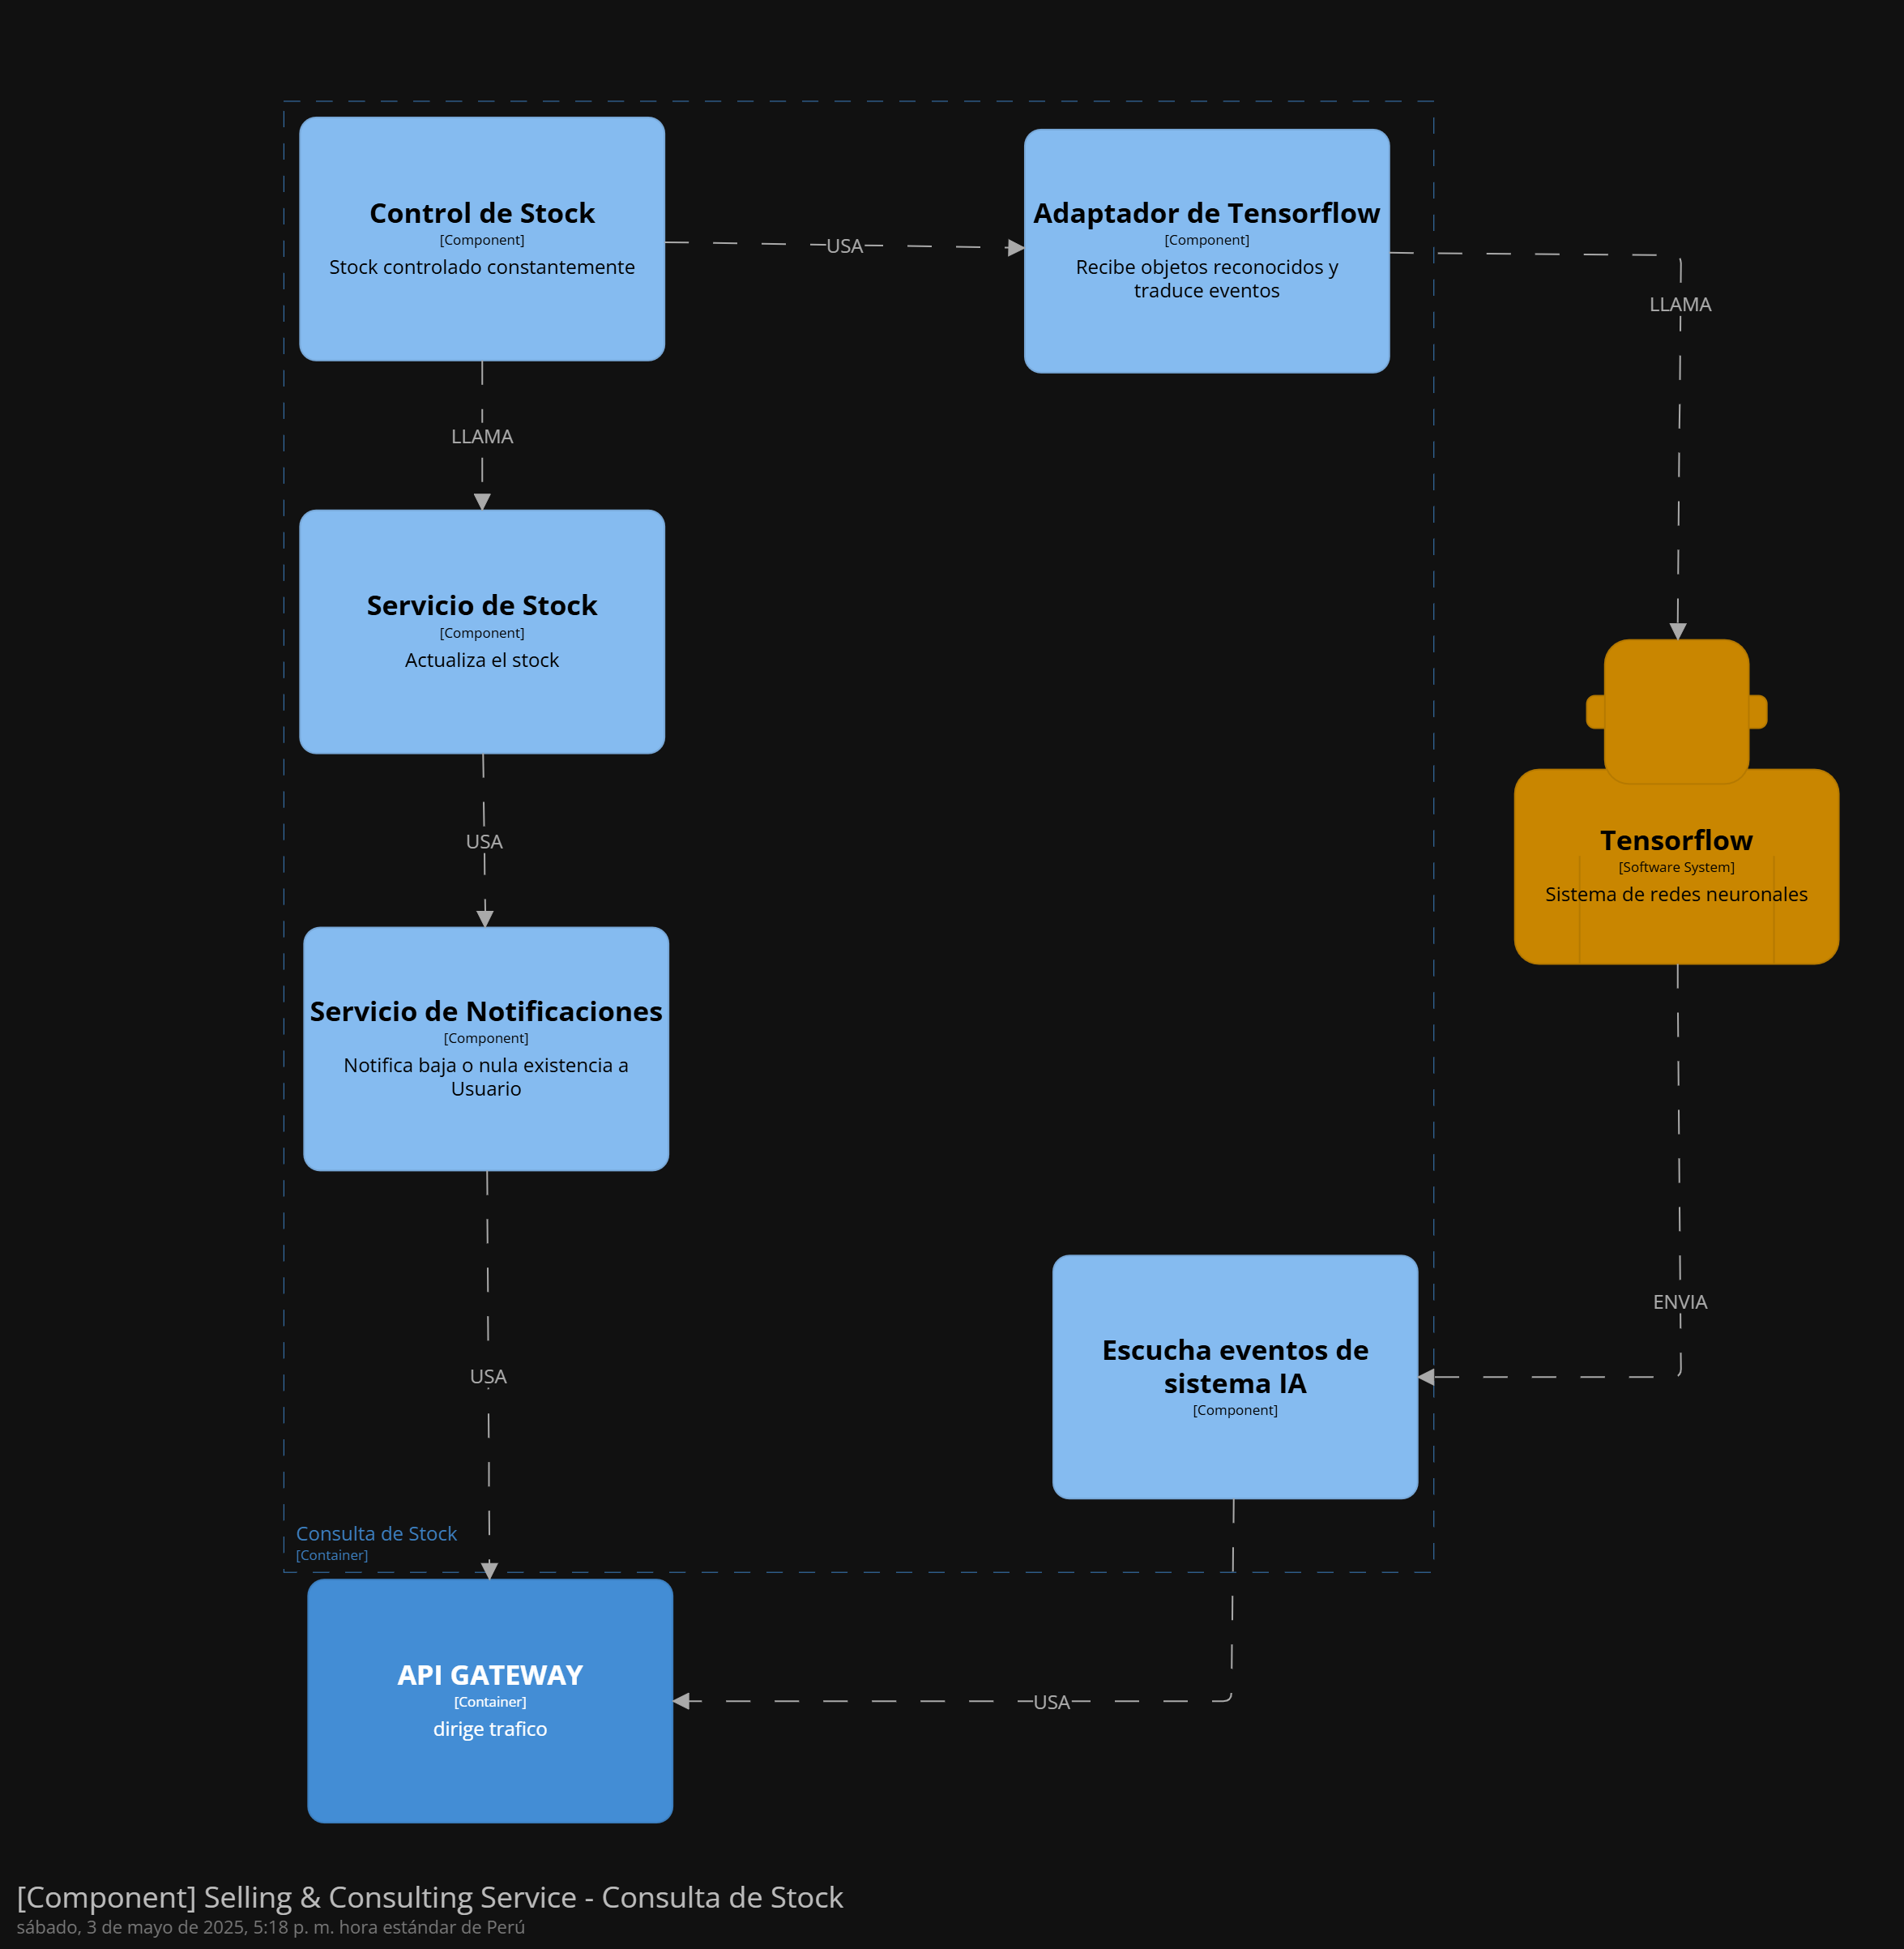 Control de Stock
[Component]
Stock controlado constantemente
USA
Adaptador de Tensorflow
[Component]
Recibe objetos reconocidos y
traduce eventos
LLAMA
LLAMA
Servicio de Stock
[Component]
Actualiza el stock
USA
Tensorflow
[Software System]
Sistema de redes neuronales
Servicio de Notificaciones
[Component]
Notifica baja o nula existencia a
Usuario
ENVIA
USA
Escucha eventos de
sistema IA
[Component]
Consulta de Stock
[Container]
API GATEWAY
[Container]
dirige trafico
USA
[Component] Selling & Consulting Service - Consulta de Stock
sábado, 3 de mayo de 2025, 5:18 p. m. hora estándar de Perú